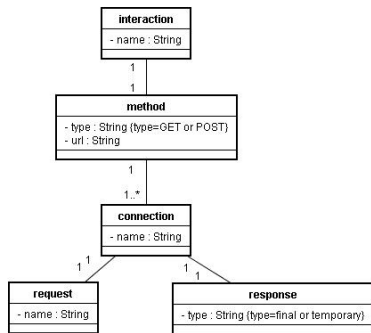 interaction
- name : String
1
1
method
- type : String {type=GET or POST}
- url : String
1
1..*
connection
- name : String
1
1
1
1
request
- name : String
response
- type : String {type=final or temporary}